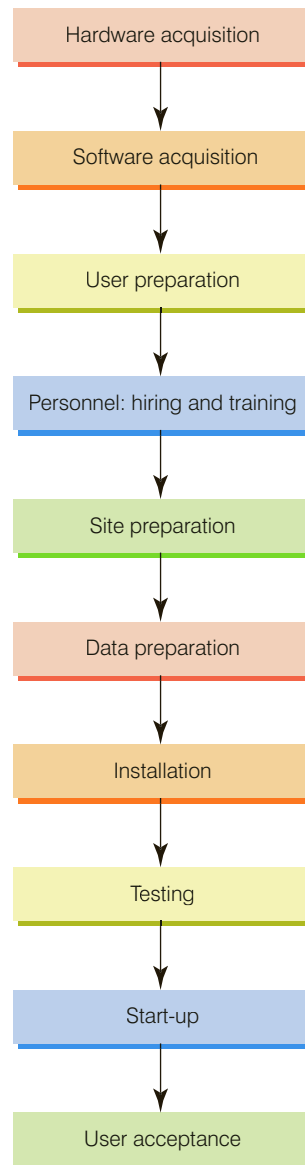 Hardware acquisition
Software acquisition
User preparation
Personnel: hiring and training
Site preparation
Data preparation
Installation
Testing
Start-up
User acceptance